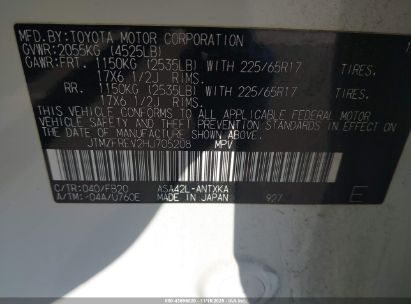 MFD.BY:TOYOTA MOTOR CORPORATION
GVWR:2055KG (4525LB)
GAWR:FRT. 1150KG (2535LB) WITH 225/65R17 TIRES.
17X6 1/2J RIMS.
RR. 1150KG (2535LB) WITH 225/65R17 TIRES.
17X6 1/2J RIMS.
THIS VEHICLE CONFORMS TO ALL APPLICABLE FEDERAL MOTOR
VEHICLE SAFETY AND THEFT PREVENTION STANDARDS IN EFFECT ON
THE DATE OF MANUFACTURE SHOWN ABOVE.
JTMZFREV2HJ705208 MPV
C/TR:040/FB20 ASA42L-ANTXKA
A/TM:-04A/U760E MADE IN JAPAN 927 E